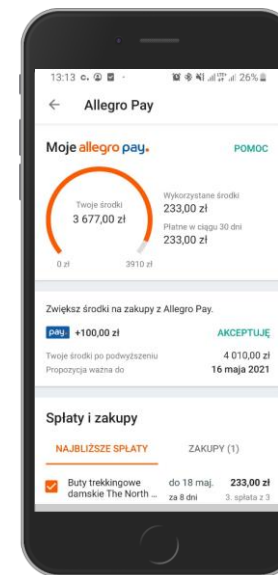 13:13
26%
Allegro Pay
Moje allegro pay.
POMOC
Twoje środki
3 677,00 zł
0 zł
3910 zł
Wykorzystane środki
233,00 zł
Płatne w ciągu 30 dni
233,00 zł
Zwiększ środki na zakupy z Allegro Pay.
pay. +100,00 zł
AKCEPTUJĘ
Twoje środki po podwyższeniu
4 010,00 zł
Propozycja ważna do
16 maja 2021
Spłaty i zakupy
NAJBLIŻSZE SPŁATY
ZAKUPY (1)
Buty trekkingowe
damskie The North ...
do 18 maj.
za 8 dni
233,00 zł
3. spłata z 3